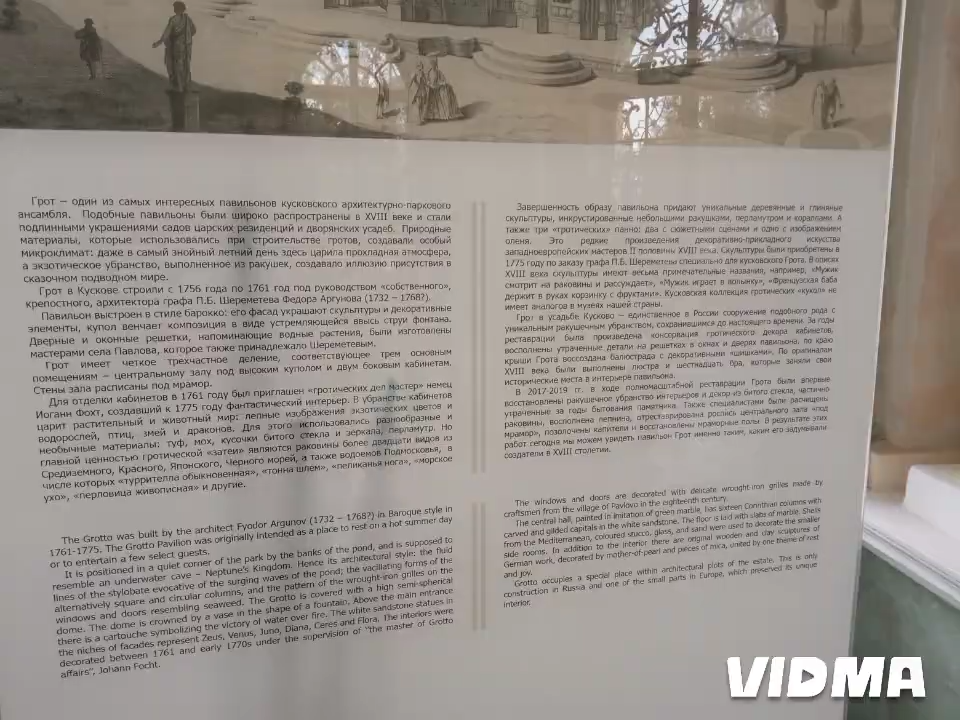 Грот – один из самых интересных павильонов кусковского архитектурно-паркового
ансамбля. Подобные павильоны были широко распространены в XVIII веке и стали
подлинными украшениями садов царских резиденций и дворянских усадеб. Природные
материалы, которые использовались при строительстве гротов, создавали особый
микроклимат: даже в самый знойный летний день здесь царила прохладная атмосфера,
а экзотическое убранство, выполненное из ракушек, создавало иллюзию присутствия в
сказочном подводном мире.
Грот в Кускове строили с 1756 года по 1761 год под руководством «собственного»,
крепостного, архитектора графа П.Б. Шереметева Федора Аргунова (1732 – 1768?).
Павильон выстроен в стиле барокко: его фасад украшают скульптуры и декоративные
элементы, купол венчает композиция в виде устремляющейся ввысь струи фонтана.
Дверные и оконные решетки, напоминающие водные растения, были изготовлены
мастерами села Павлова, которое также принадлежало Шереметевым.
Грот имеет четкое трехчастное деление, соответствующее трем основным
помещениям – центральному залу под высоким куполом и двум боковым кабинетам.
Стены зала расписаны под мрамор.
Для отделки кабинетов в 1761 году был приглашен «гротических дел мастер» немец
Иоганн Фохт, создавший к 1775 году фантастический интерьер. В убранстве кабинетов
царит растительный и животный мир: лепные изображения экзотических цветов и
водорослей, птиц, змей и драконов. Для этого использовались разнообразные и
необычные материалы: туф, мох, кусочки битого стекла и зеркала, перламутр. Но
главной ценностью гротической «затеи» являются раковины более двадцати видов из
Средиземного, Красного, Японского, Черного морей, а также водоемов Подмосковья, в
числе которых «туррителла обыкновенная», «тонна шлем», «пеликанья нога», «морское
ухо», «перловица живописная» и другие.
The Grotto was built by the architect Fyodor Argunov (1732 – 1768?) in Baroque style in
1761-1775. The Grotto Pavilion was originally intended as a place to rest on a hot summer day
or to entertain a few select guests.
It is positioned in a quiet corner of the park by the banks of the pond, and is supposed to
resemble an underwater cave – Neptune's Kingdom. Hence its architectural style: the fluid
lines of the stylobate evocative of the surging waves of the pond; the vacillating forms of the
alternatively square and circular columns, and the pattern of the wrought-iron grilles on the
windows and doors resembling seaweed. The Grotto is covered with a high semi-spherical
dome. The dome is crowned by a vase in the shape of a fountain. Above the main entrance
there is a cartouche symbolizing the victory of water over fire. The white sandstone statues in
the niches of facades represent Zeus, Venus, Juno, Diana, Ceres and Flora. The interiors were
decorated between 1761 and early 1770s under the supervision of "the master of Grotto
affairs", Johann Focht.
Завершенность образу павильона придают уникальные деревянные и глиняные
скульптуры, инкрустированные небольшими ракушками, перламутром и кораллами. А
также три «гротических» панно: два с сюжетными сценами и одно с изображением
оленя. Это редкие произведения декоративно-прикладного искусства
западноевропейских мастеров II половины XVIII века. Скульптуры были приобретены в
1775 году по заказу графа П.Б. Шереметева специально для кусковского Грота. В описях
XVIII века скульптуры имеют весьма примечательные названия, например, «Мужик
смотрит на раковины и рассуждает», «Мужик играет в волынку», «Французская баба
держит в руках корзинку с фруктами». Кусковская коллекция гротических «кукол» не
имеет аналогов в музеях нашей страны.
Грот в усадьбе Кусково – единственное в России сооружение подобного рода с
уникальным ракушечным убранством, сохранившимся до настоящего времени. За годы
реставрации была произведена консервация гротического декора кабинетов,
восполнены утраченные детали на решетках в окнах и дверях павильона, по краю
крыши Грота воссоздана балюстрада с декоративными «шишками». По оригиналам
XVIII века были выполнены люстра и шестнадцать бра, которые заняли свои
исторические места в интерьере павильона.
В 2017-2019 гг. в ходе полномасштабной реставрации Грота были впервые
восстановлены ракушечное убранство интерьеров и декор из битого стекла, частично
утраченные за годы бытования памятника. Также специалистами были расчищены
раковины, восполнена лепнина, отреставрирована роспись центрального зала «под
мрамор», позолочены капители и восстановлены мраморные полы. В результате этих
работ сегодня мы можем увидеть павильон Грот именно таким, каким его задумывали
создатели в XVIII столетии.
The windows and doors are decorated with delicate wrought-iron grilles made by
craftsmen from the village of Pavlovo in the eighteenth century.
The central hall, painted in imitation of green marble, has sixteen Corinthian columns with
carved and gilded capitals in the white sandstone. The floor is laid with slabs of marble. Shells
from the Mediterranean, coloured stucco, glass, and sand were used to decorate the smaller
side rooms. In addition to the interior there are original wooden and clay sculptures of
German work, decorated by mother-of-pearl and pieces of mica, united by one theme of rest
and joy.
Grotto occupies a special place within architectural plots of the estate. This is only
construction in Russia and one of the small parts in Europe, which preserved its unique
interior.
VIDMA